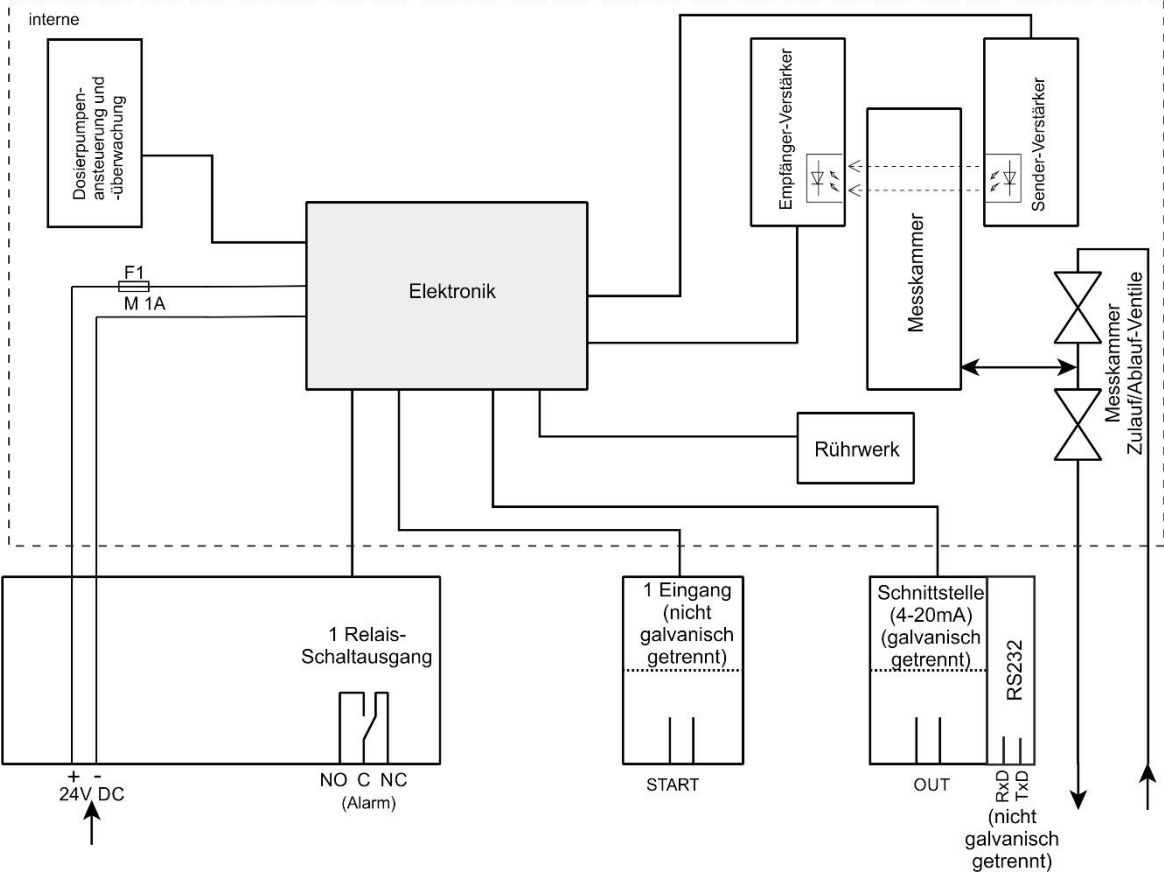 interne
Dosierpumpen-
ansteuerung und
-überwachung
F1
M 1A
Elektronik
Empfänger-Verstärker
Messkammer
Sender-Verstärker
Messkammer
Zulauf/Ablauf-Ventile
Rührwerk
1 Relais-
Schaltausgang
NO C NC
(Alarm)
+ -
24V DC
1 Eingang
(nicht
galvanisch
getrennt)
START
Schnittstelle
(4-20mA)
(galvanisch
getrennt)
OUT
RS232
RxD
TxD
(nicht
galvanisch
getrennt)